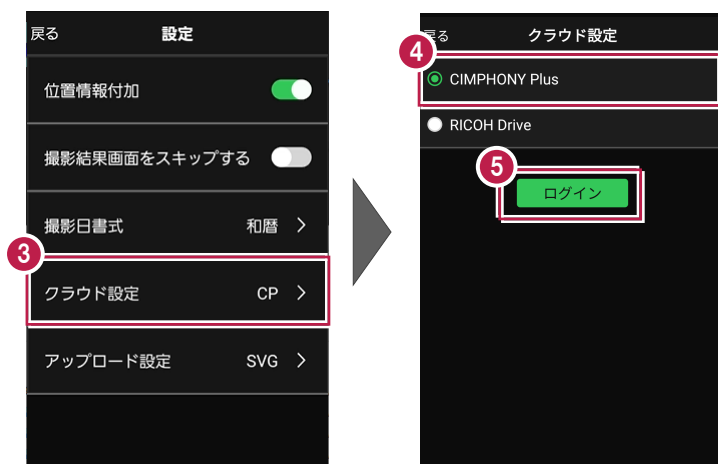 戻る 設定
位置情報付加
撮影結果画面をスキップする
撮影日書式 和暦
3
クラウド設定 CP
アップロード設定 SVG
戻る クラウド設定
4
CIMPHONY Plus
RICOH Drive
5
ログイン